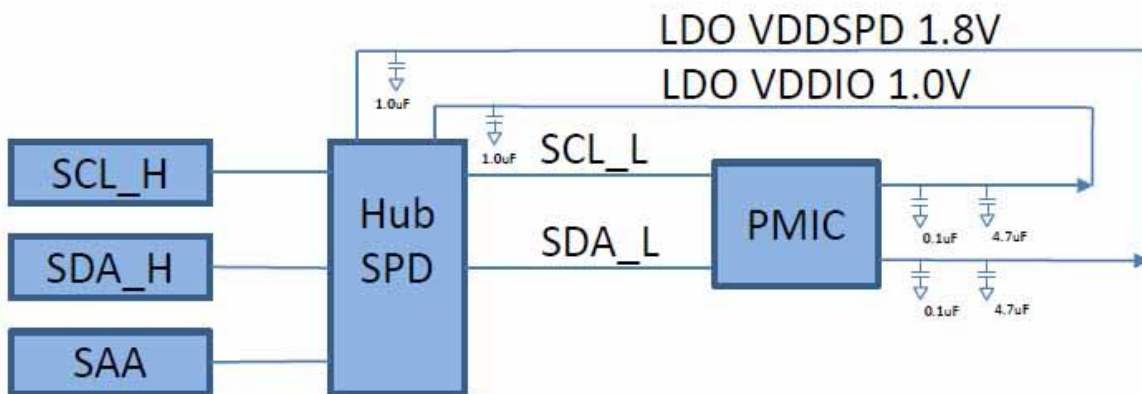 LDO VDDSPD 1.8V
1.0uF
LDO VDDIO 1.0V
1.0uF
SCL_H
SDA_H
SAA
Hub
SPD
SCL_L
SDA_L
PMIC
0.1uF
4.7uF
0.1uF
4.7uF